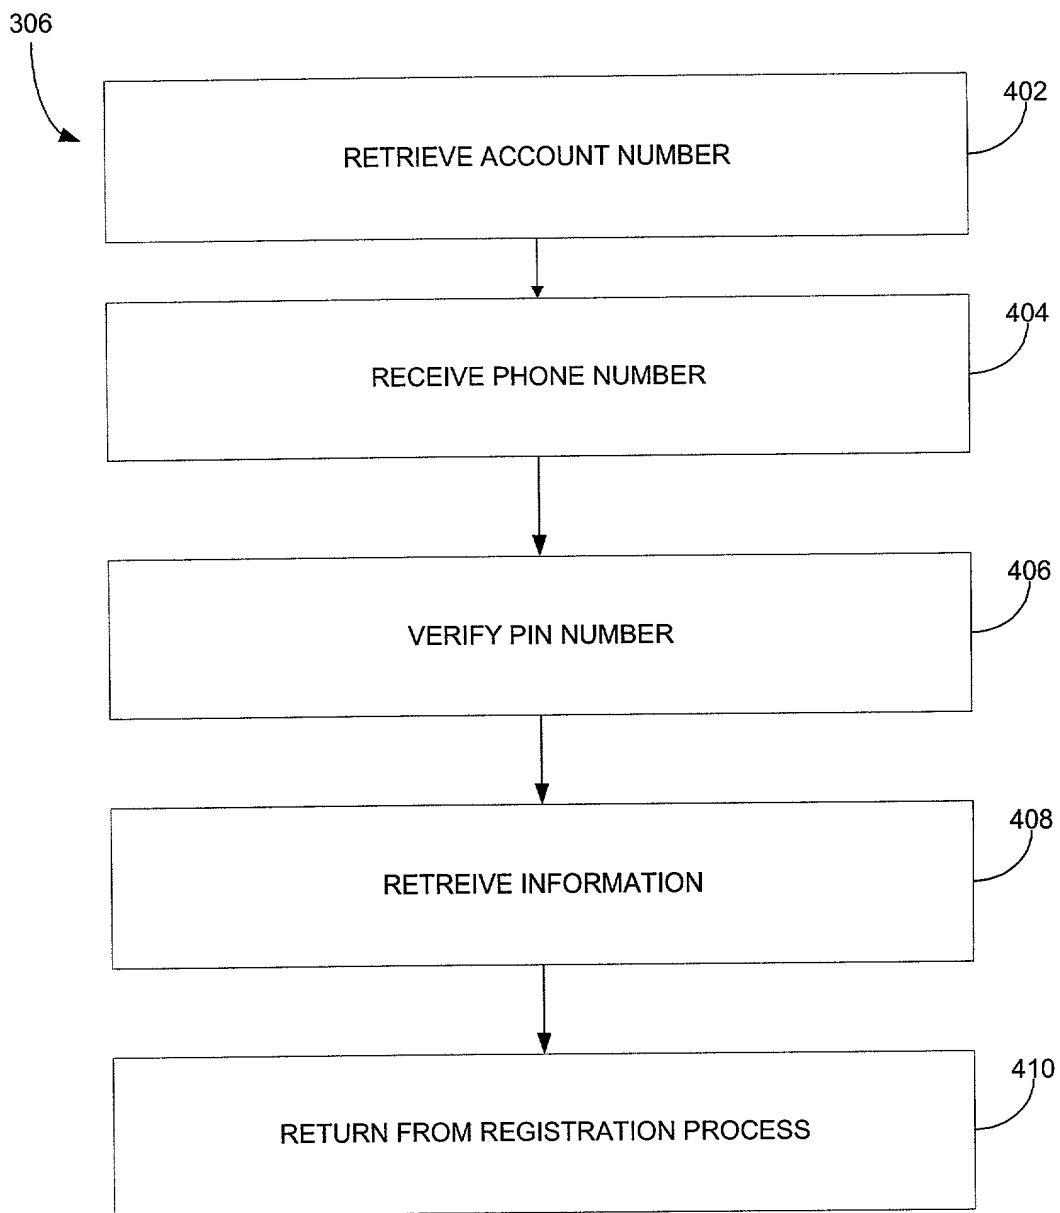 306
402
RETRIEVE ACCOUNT NUMBER
404
RECEIVE PHONE NUMBER
406
VERIFY PIN NUMBER
408
RETREIVE INFORMATION
410
RETURN FROM REGISTRATION PROCESS